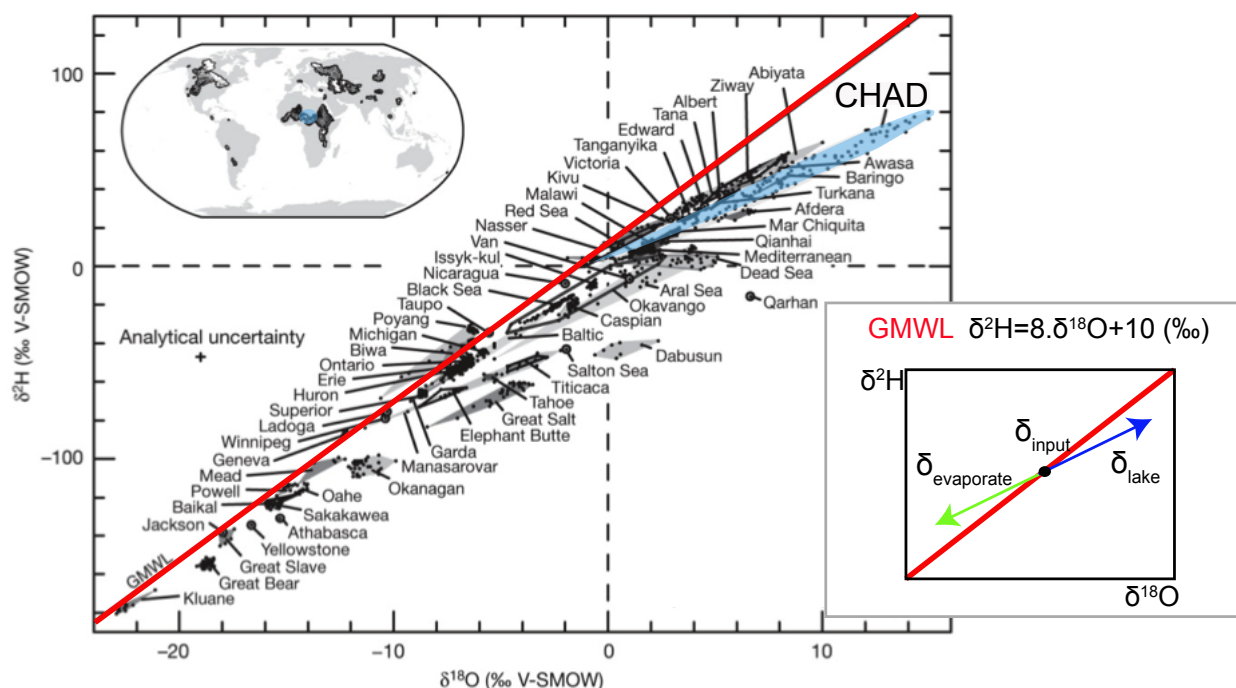 100
0
−100
−20
−10
0
10
δ²H (‰ V-SMOW)
δ¹⁸O (‰ V-SMOW)
Analytical uncertainty
CHAD
Abiyata
Ziway
Albert
Tana
Edward
Tanganyika
Victoria
Kivu
Malawi
Red Sea
Nasser
Van
Issyk-kul
Nicaragua
Black Sea
Taupo
Poyang
Michigan
Biwa
Ontario
Erie
Huron
Superior
Ladoga
Winnipeg
Geneva
Mead
Powell
Baikal
Jackson
GMWL
Awasa
Baringo
Turkana
Afdera
Mar Chiquita
Qianhai
Mediterranean
Dead Sea
Aral Sea
Qarhan
Okavango
Caspian
Baltic
Dabusun
Salton Sea
Titicaca
Tahoe
Great Salt
Elephant Butte
Garda
Manasarovar
Okanagan
Oahe
Sakakawea
Athabasca
Yellowstone
Great Slave
Great Bear
Kluane
GMWL δ²H=8.δ¹⁸O+10 (‰)
δ²H
δinput
δevaporate
δlake
δ¹⁸O